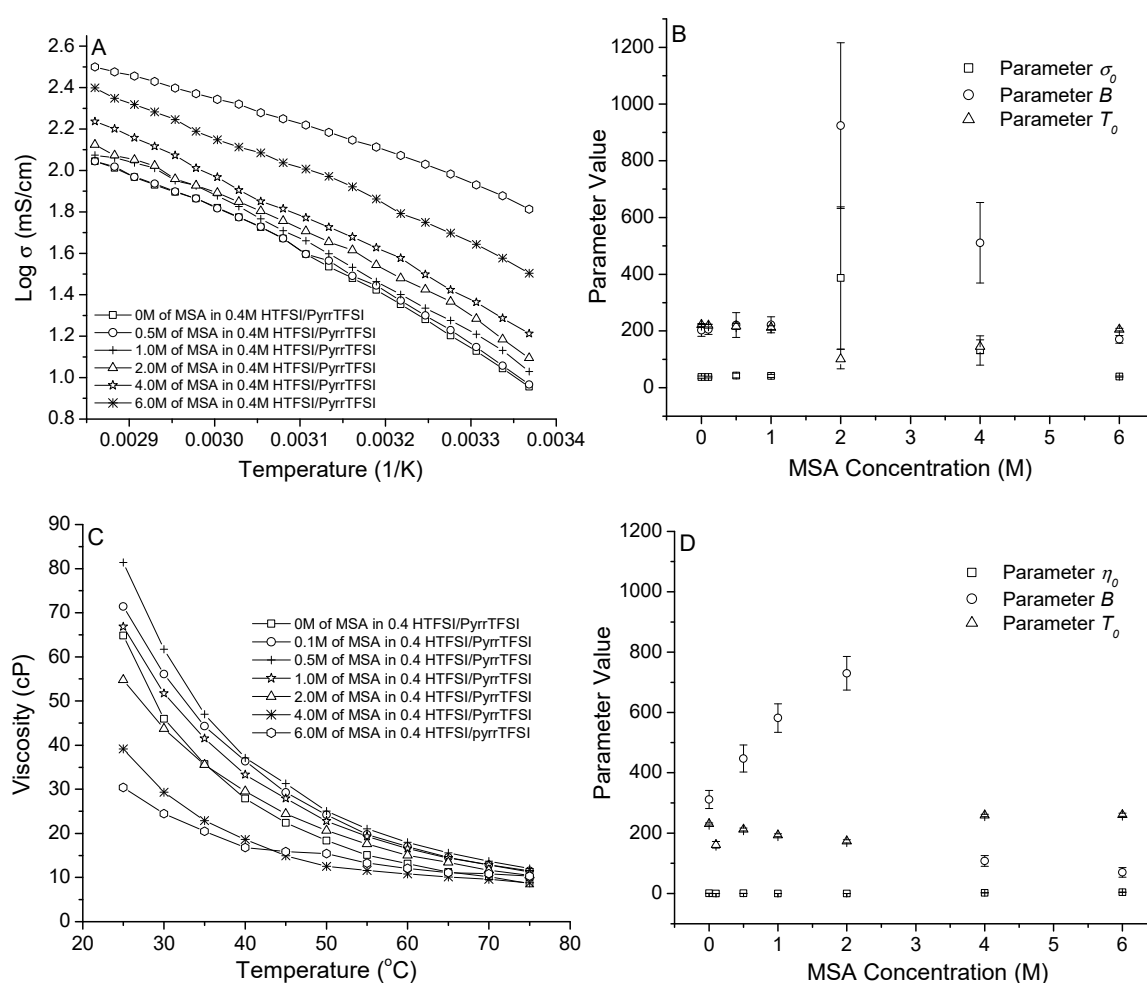 A
2.6
2.4
2.2
2.0
1.8
1.6
1.4
1.2
1.0
0.8
Log σ (mS/cm)
0M of MSA in 0.4M HTFSI/PyrrTFSI
0.5M of MSA in 0.4M HTFSI/PyrrTFSI
1.0M of MSA in 0.4M HTFSI/PyrrTFSI
2.0M of MSA in 0.4M HTFSI/PyrrTFSI
4.0M of MSA in 0.4M HTFSI/PyrrTFSI
6.0M of MSA in 0.4M HTFSI/PyrrTFSI
0.0029 0.0030 0.0031 0.0032 0.0033 0.0034
Temperature (1/K)
B
1200
1000
800
600
400
200
0
Parameter Value
Parameter σ0
Parameter B
Parameter T0
0 1 2 3 4 5 6
MSA Concentration (M)
C
90
80
70
60
50
40
30
20
10
0
Viscosity (cP)
0M of MSA in 0.4 HTFSI/PyrrTFSI
0.1M of MSA in 0.4 HTFSI/PyrrTFSI
0.5M of MSA in 0.4 HTFSI/PyrrTFSI
1.0M of MSA in 0.4 HTFSI/PyrrTFSI
2.0M of MSA in 0.4 HTFSI/PyrrTFSI
4.0M of MSA in 0.4 HTFSI/PyrrTFSI
6.0M of MSA in 0.4 HTFSI/pyrrTFSI
20 30 40 50 60 70 80
Temperature (°C)
D
1200
1000
800
600
400
200
0
Parameter Value
Parameter η0
Parameter B
Parameter T0
0 1 2 3 4 5 6
MSA Concentration (M)